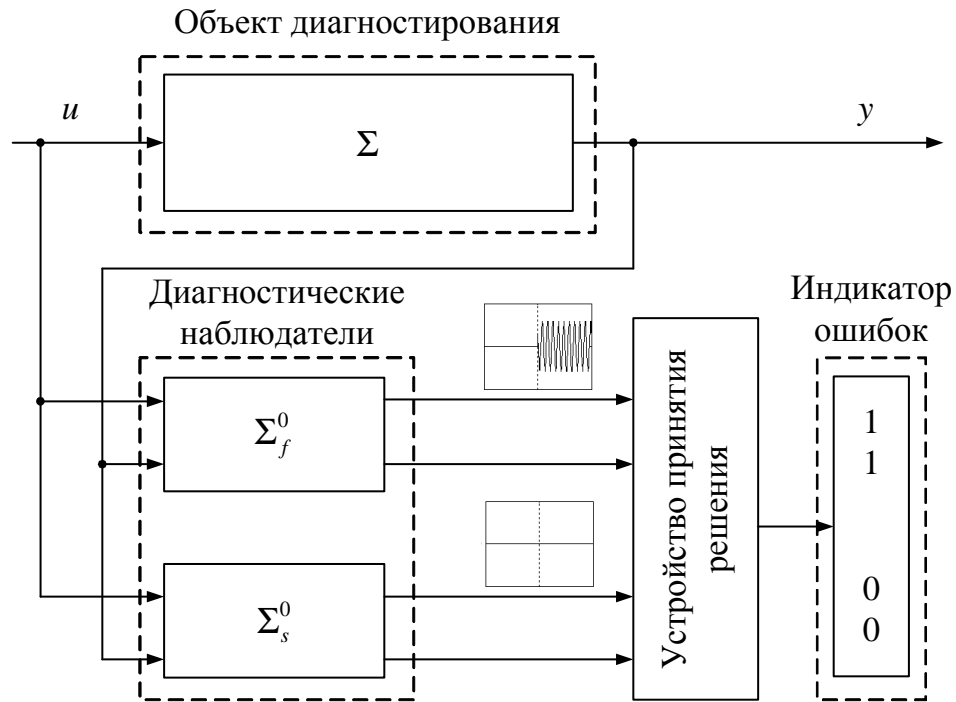 Объект диагностирования
u
y
Σ
Диагностические
наблюдатели
Индикатор
ошибок
Σ_f^0
Σ_s^0
Устройство принятия
решения
1
1
0
0